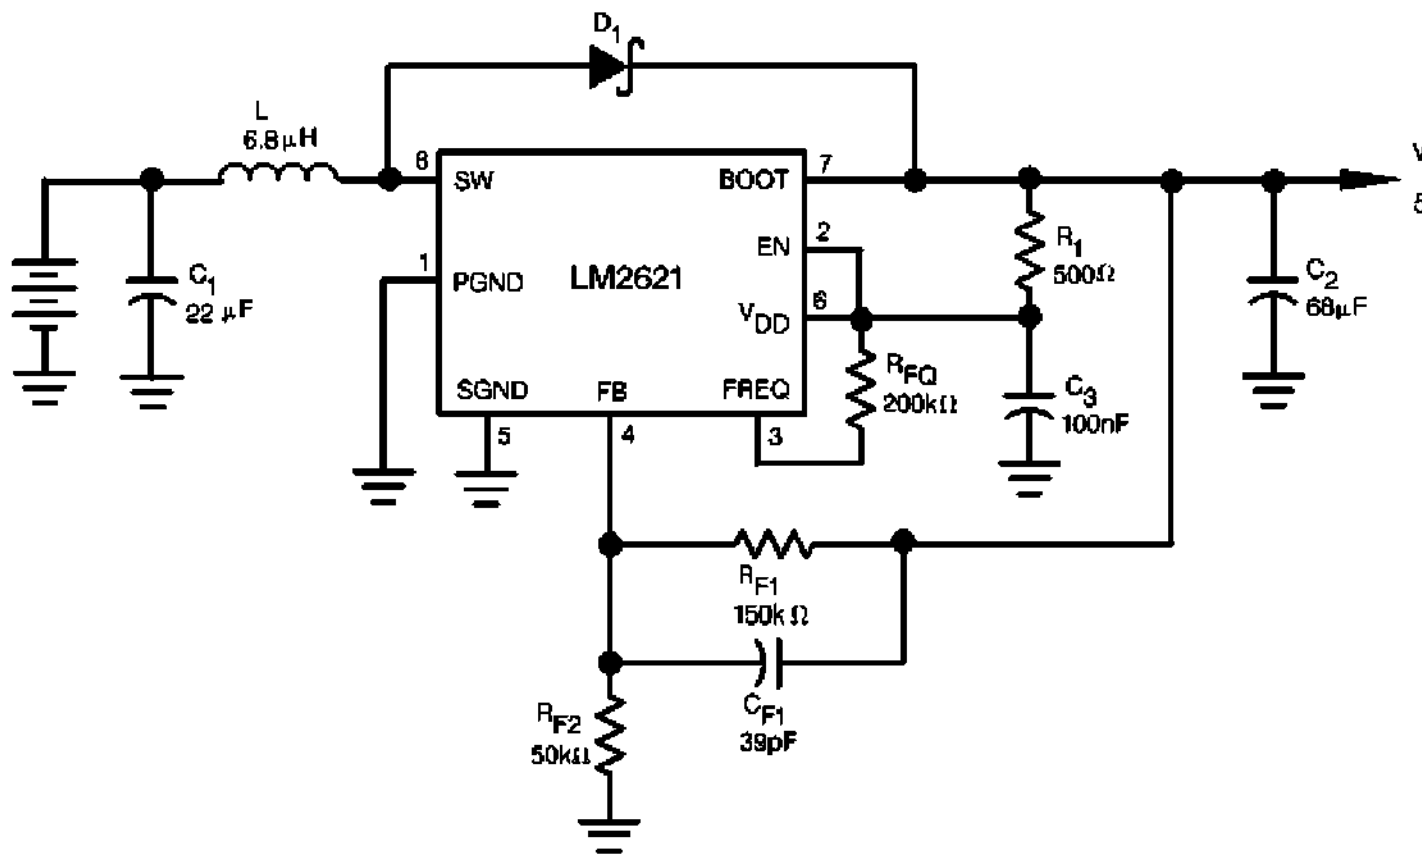 D1
L
6.8μH
8
SW
BOOT
7
EN
2
R1
500Ω
1
PGND
LM2621
C1
22 μF
VDD
6
C2
68μF
SGND
FB
FREQ
RFQ
200kΩ
C3
100nF
5
4
3
RF1
150kΩ
RF2
50kΩ
CF1
39pF
V